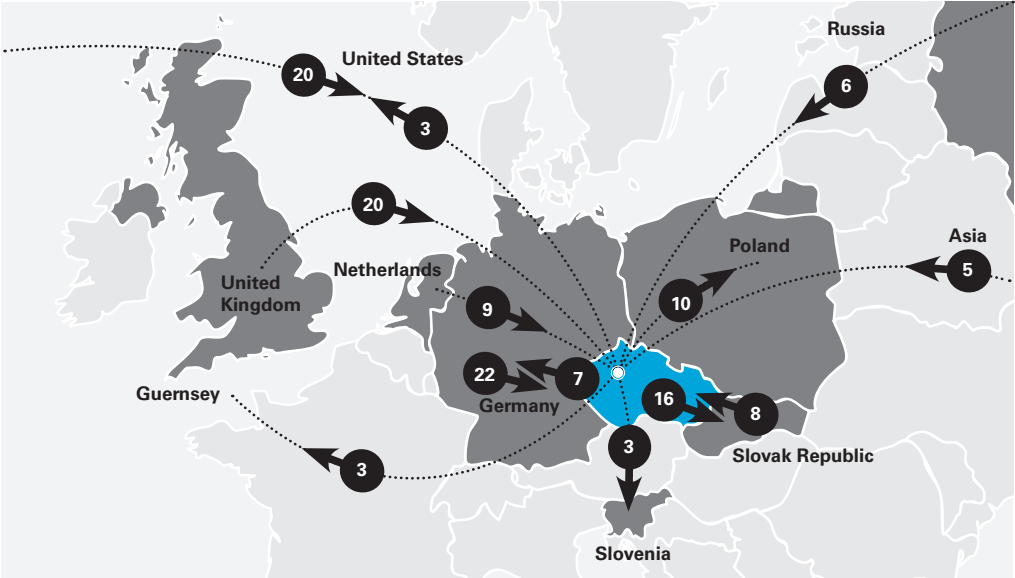 Russia
United States
20
6
3
20
Asia
Poland
5
Netherlands
United
Kingdom
10
9
22
7
Guernsey
Germany
16
8
3
Slovak Republic
3
Slovenia